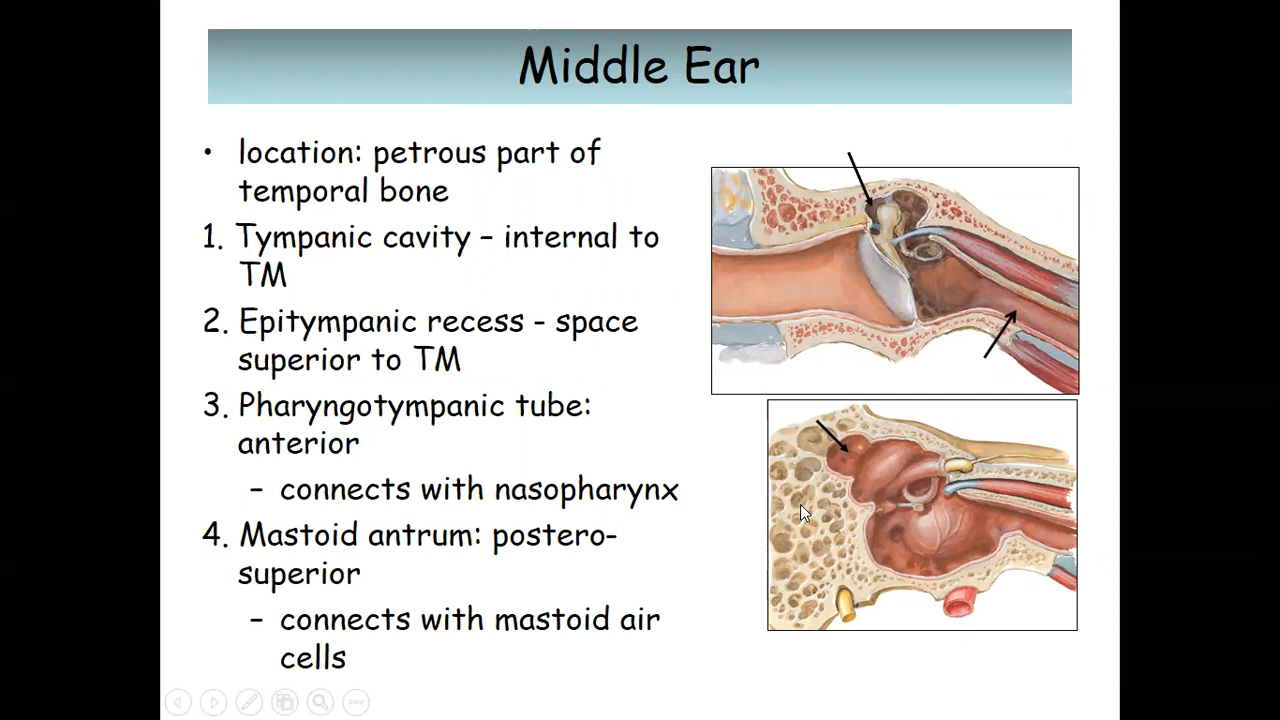 Middle Ear
• location: petrous part of
temporal bone
1. Tympanic cavity – internal to
TM
2. Epitympanic recess - space
superior to TM
3. Pharyngotympanic tube:
anterior
– connects with nasopharynx
4. Mastoid antrum: postero-
superior
– connects with mastoid air
cells